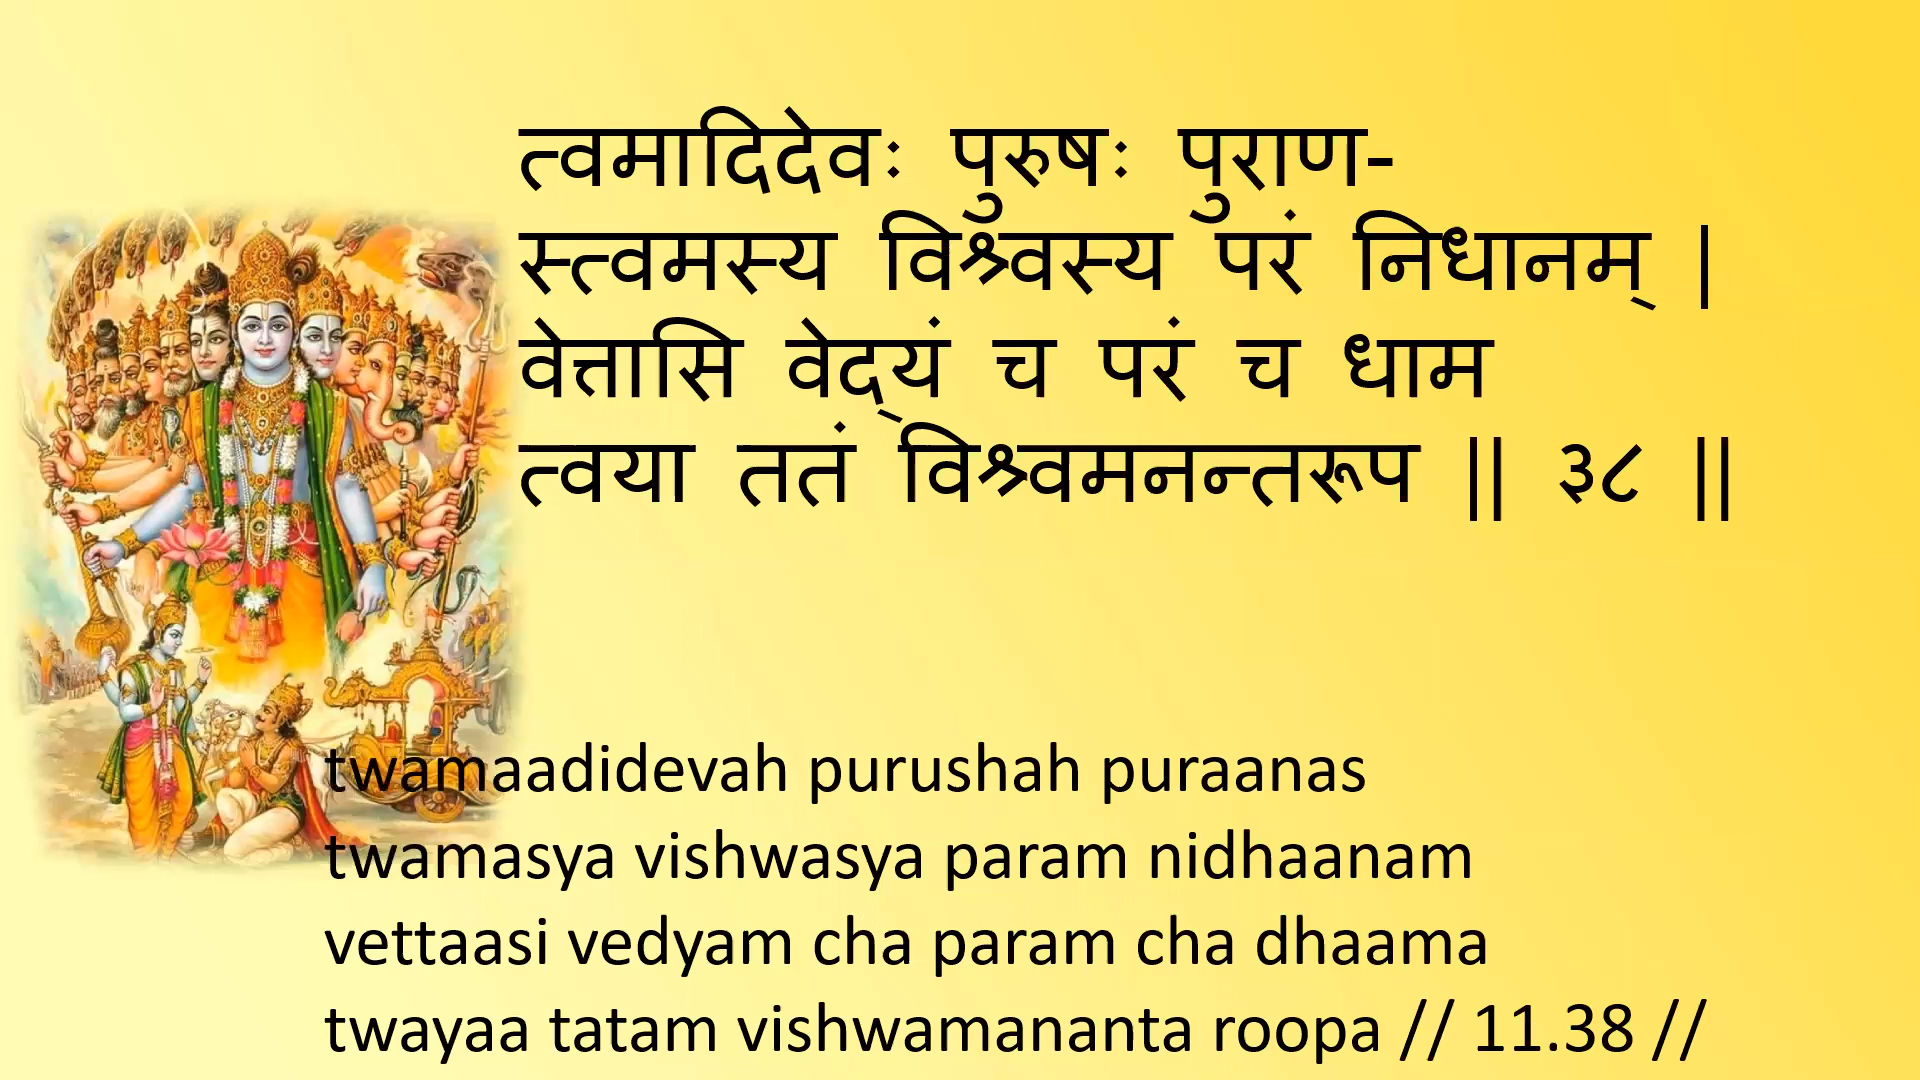 त्वमादिदेवः पुरुषः पुराण-
स्त्वमस्य विश्वस्य परं निधानम् |
वेत्तासि वेद्यं च परं च धाम
त्वया ततं विश्वमनन्तरूप || ३८ ||
twamaadidevah purushah puraanas
twamasya vishwasya param nidhaanam
vettaasi vedyam cha param cha dhaama
twayaa tatam vishwamananta roopa // 11.38 //